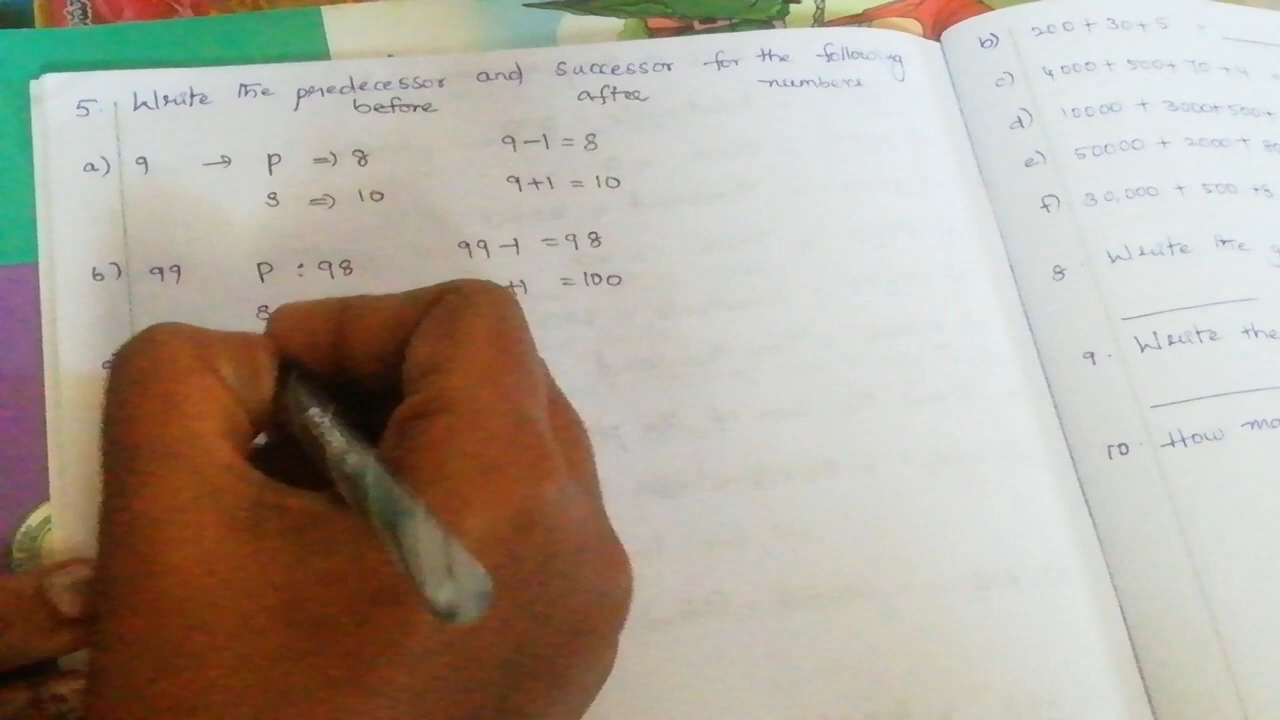 5. Write the predecessor and successor for the following
before after numbers
a) 9 → P ⇒ 8 9-1 = 8
S ⇒ 10 9+1 = 10
b) 99 P : 98 99-1 = 98
S +1 = 100
b) 200 + 30 + 5
c) 4000 + 500 + 70 + 4
d) 10000 + 3000 + 500 +
e) 50000 + 2000 +
f) 30,000 + 500 +
8 Write the
9. Write the
10. How